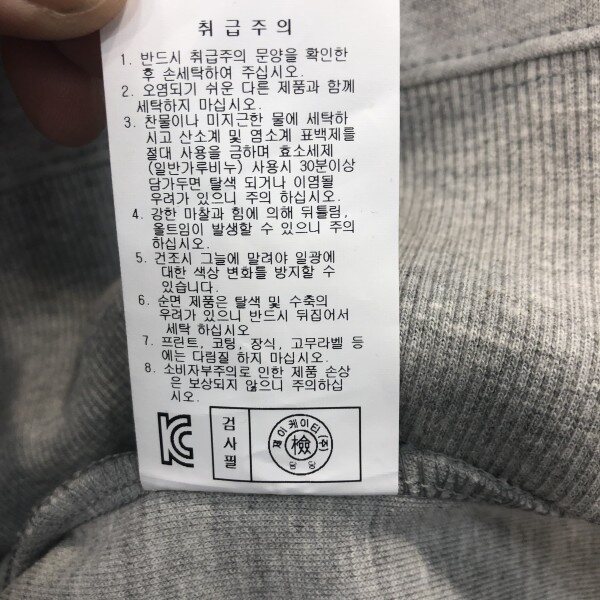 취급주의
1. 반드시 취급주의 문양을 확인한
후 손세탁하여 주십시오.
2. 오염되기 쉬운 다른 제품과 함께
세탁하지 마십시오.
3. 찬물이나 미지근한 물에 세탁하
시고 산소계 및 염소계 표백제를
절대 사용을 금하며 효소세제
(일반가루비누) 사용시 30분이상
담가두면 탈색 되거나 이염될
우려가 있으니 주의 하십시오.
4. 강한 마찰과 힘에 의해 뒤틀림,
올트임이 발생할 수 있으니 주의
하십시오.
5. 건조시 그늘에 말려야 일광에
대한 색상 변화를 방지할 수
있습니다.
6. 순면 제품은 탈색 및 수축의
우려가 있으니 반드시 뒤집어서
세탁 하십시오.
7. 프린트, 코팅, 장식, 고무라벨 등
에는 다림질 하지 마십시오.
8. 소비자부주의로 인한 제품 손상
은 보상되지 않으니 주의하십시
오.
KC
검사필
제이케이티(주)
檢